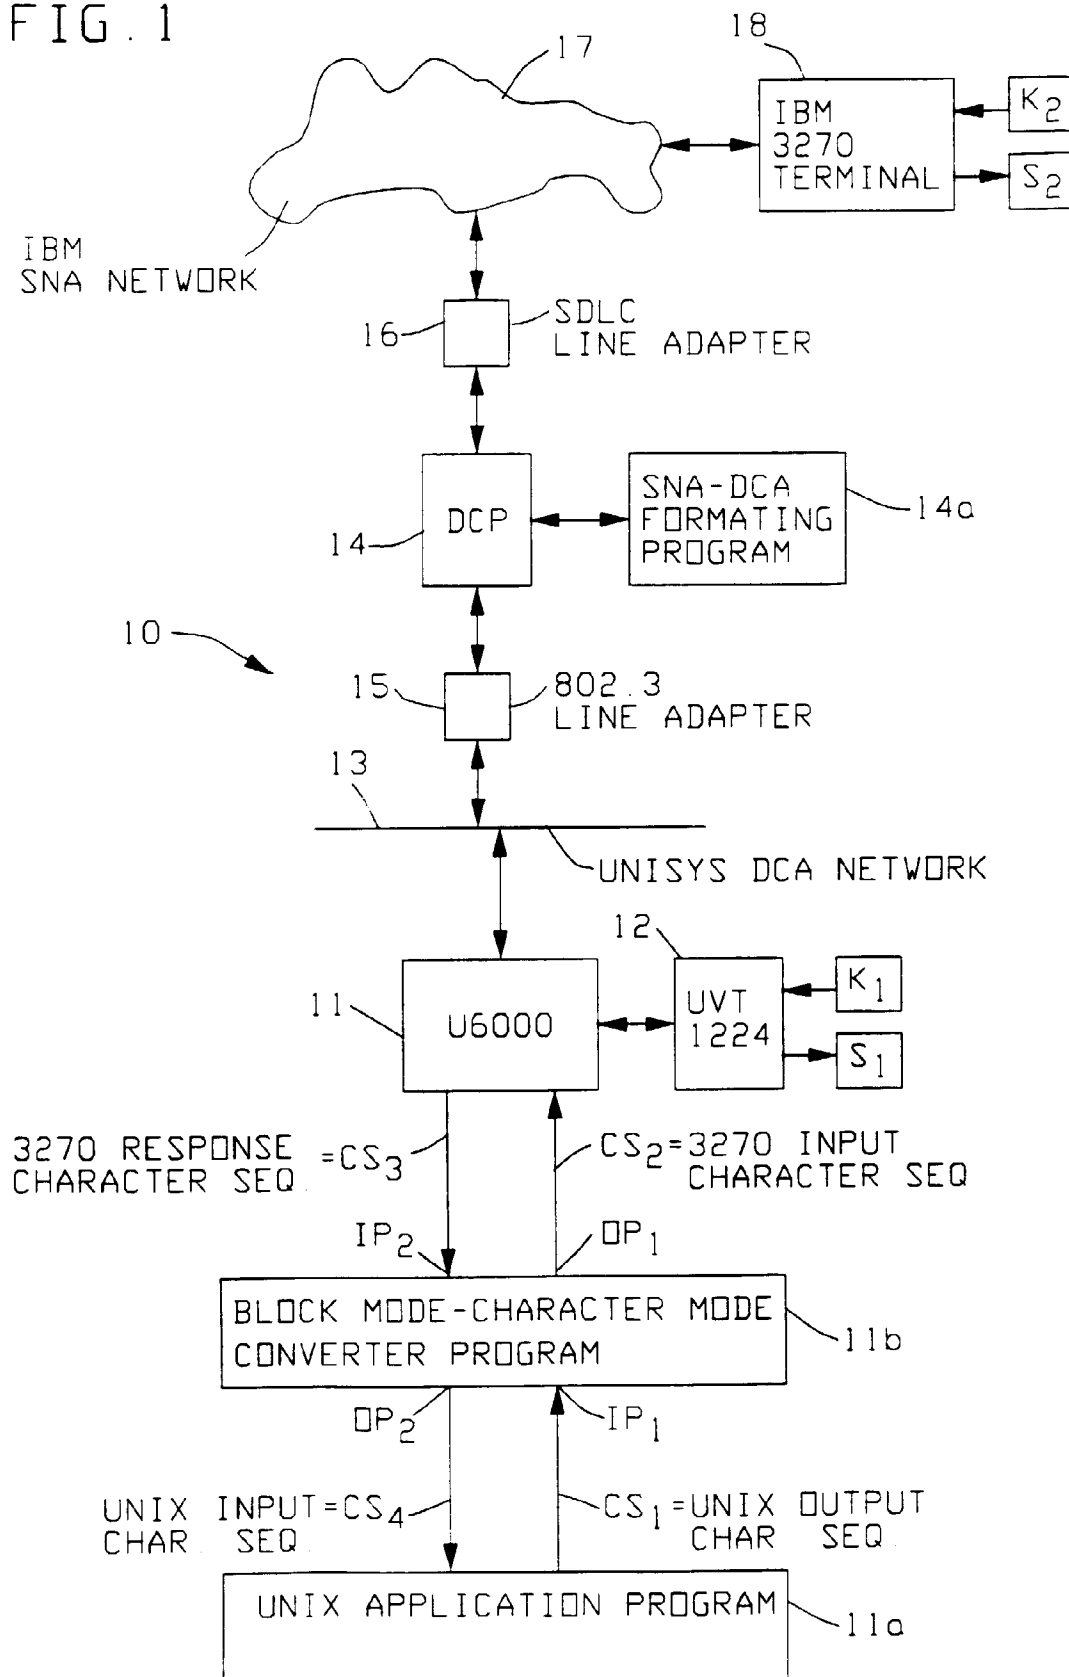 FIG.1
17
18
IBM
3270
TERMINAL
K2
S2
IBM
SNA NETWORK
16
SDLC
LINE ADAPTER
14
DCP
SNA-DCA
FORMATING
PROGRAM
14a
10
15
802.3
LINE ADAPTER
13
UNISYS DCA NETWORK
11
U6000
12
UVT
1224
K1
S1
3270 RESPONSE =CS3
CHARACTER SEQ.
CS2=3270 INPUT
CHARACTER SEQ
IP2
OP1
BLOCK MODE-CHARACTER MODE
CONVERTER PROGRAM
11b
OP2
IP1
UNIX INPUT=CS4
CHAR. SEQ.
CS1=UNIX OUTPUT
CHAR SEQ
UNIX APPLICATION PROGRAM
11a